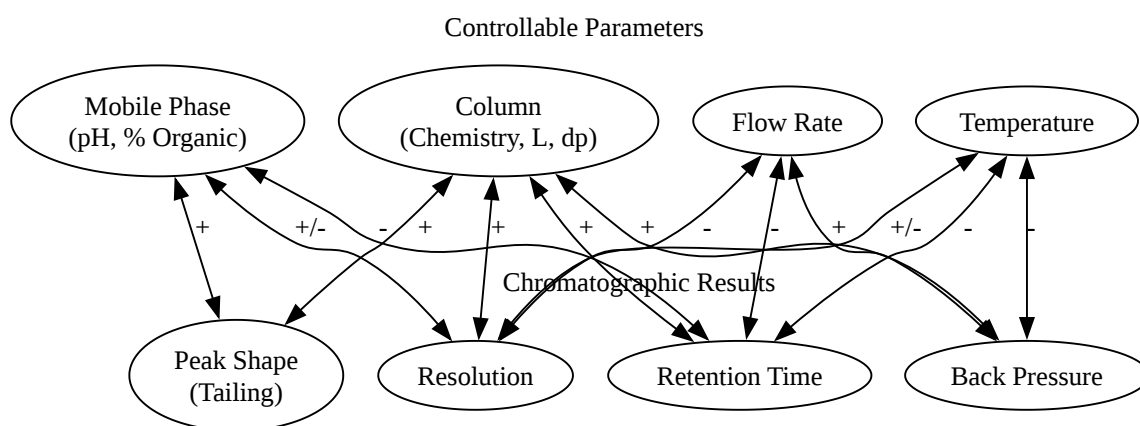 Controllable Parameters
Mobile Phase
(pH, % Organic)
Column
(Chemistry, L, dp)
Flow Rate
Temperature
+
+/-
-
+
+
+
+
-
-
+
+/-
-
-
Chromatographic Results
Peak Shape
(Tailing)
Resolution
Retention Time
Back Pressure